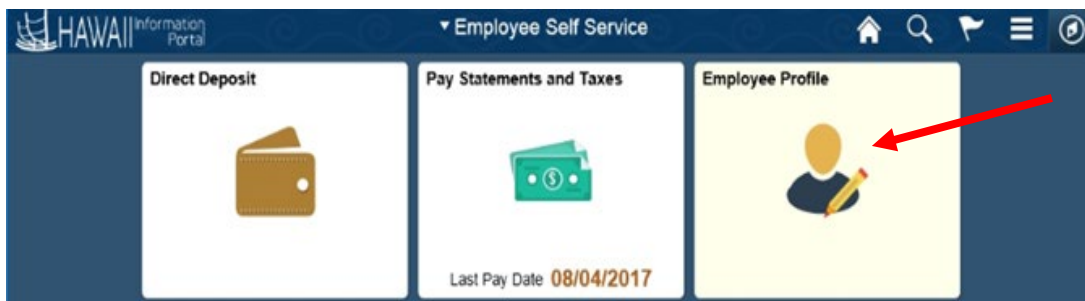 HAWAII Information Portal
▾ Employee Self Service
Direct Deposit
Pay Statements and Taxes
Last Pay Date 08/04/2017
Employee Profile